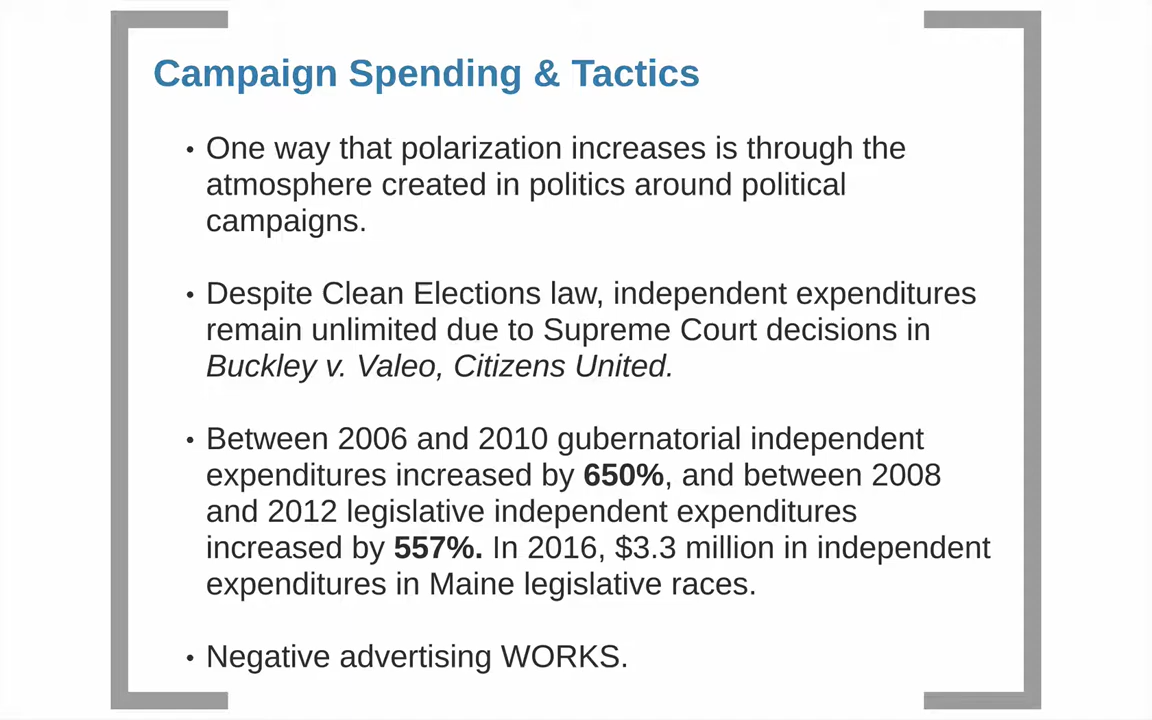 Campaign Spending & Tactics
• One way that polarization increases is through the
atmosphere created in politics around political
campaigns.
• Despite Clean Elections law, independent expenditures
remain unlimited due to Supreme Court decisions in
Buckley v. Valeo, Citizens United.
• Between 2006 and 2010 gubernatorial independent
expenditures increased by 650%, and between 2008
and 2012 legislative independent expenditures
increased by 557%. In 2016, $3.3 million in independent
expenditures in Maine legislative races.
• Negative advertising WORKS.